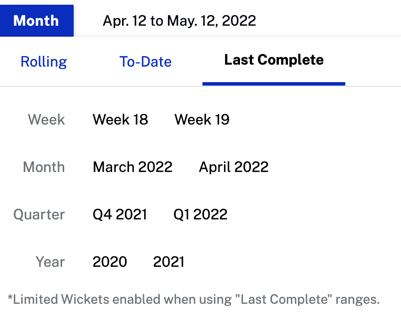 Month Apr. 12 to May. 12, 2022
Rolling To-Date Last Complete
Week Week 18 Week 19
Month March 2022 April 2022
Quarter Q4 2021 Q1 2022
Year 2020 2021
*Limited Wickets enabled when using "Last Complete" ranges.